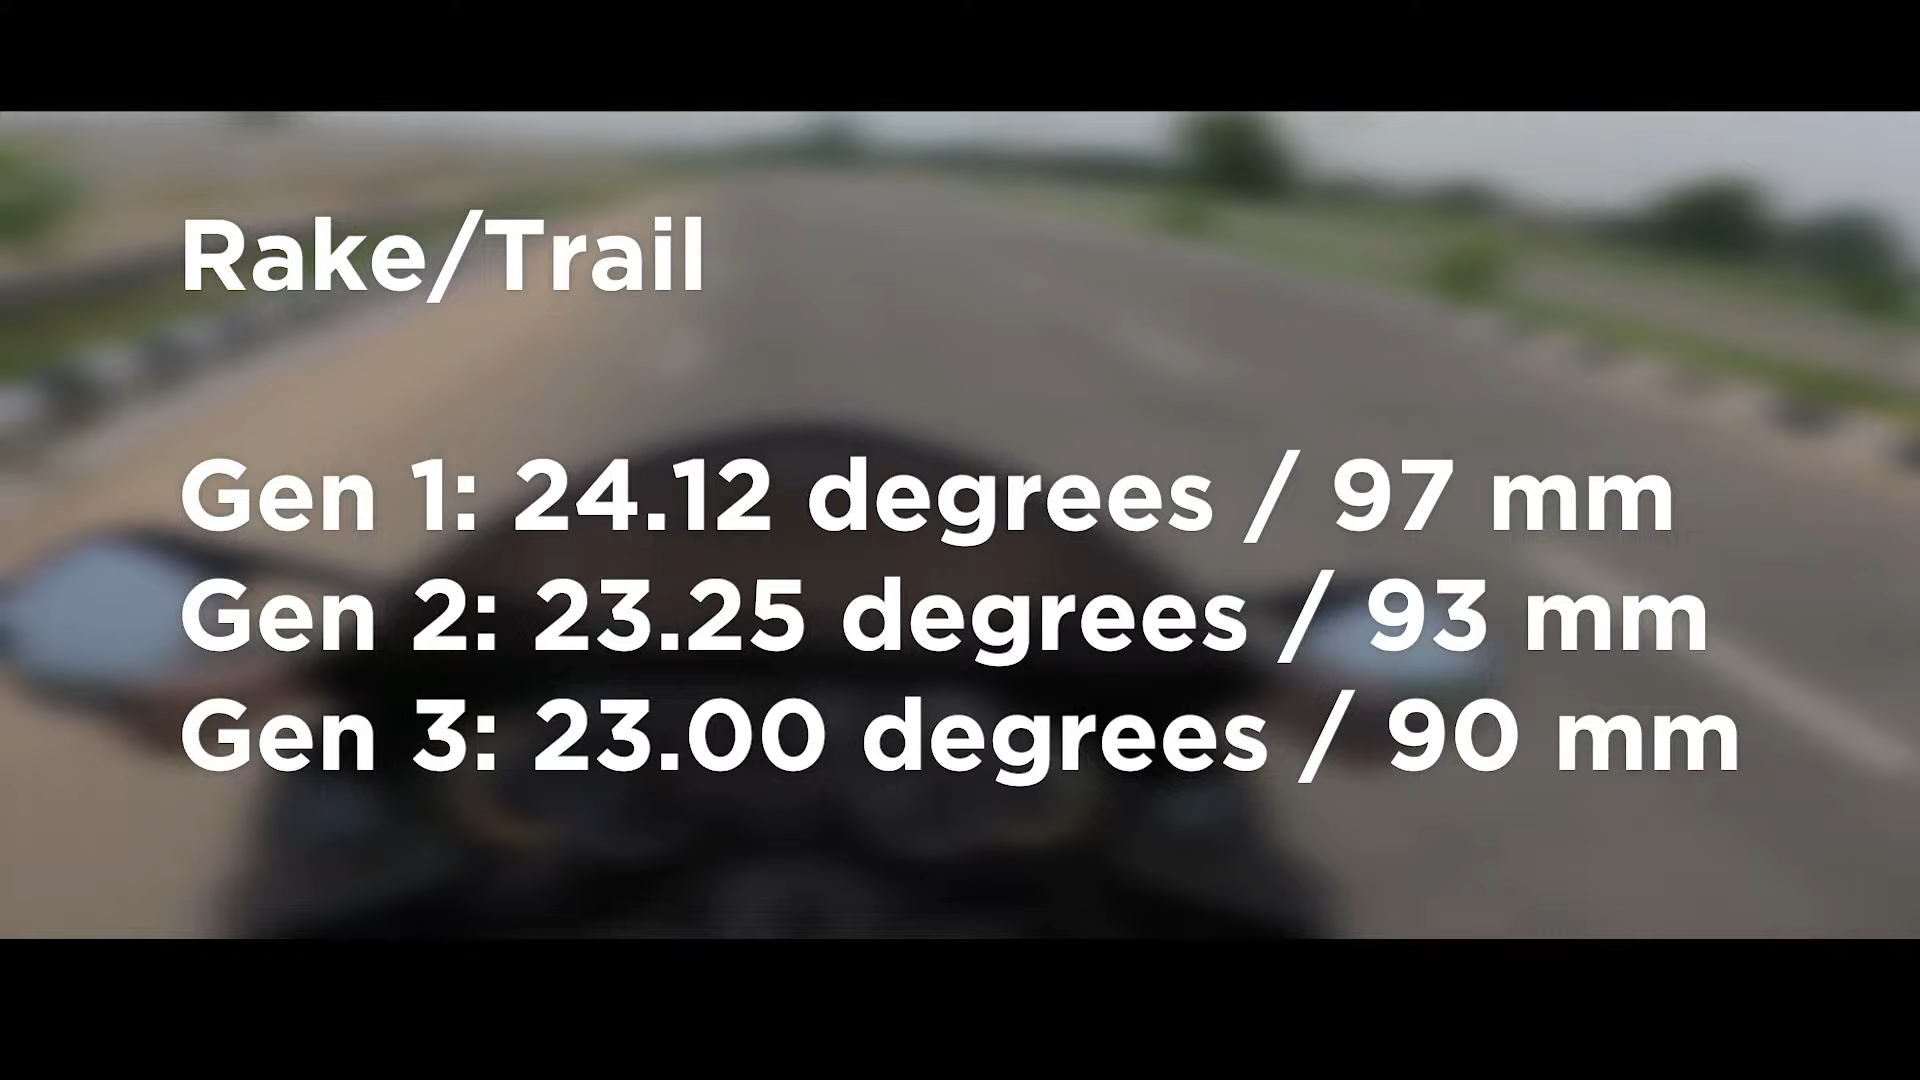 Rake/Trail
Gen 1: 24.12 degrees / 97 mm
Gen 2: 23.25 degrees / 93 mm
Gen 3: 23.00 degrees / 90 mm